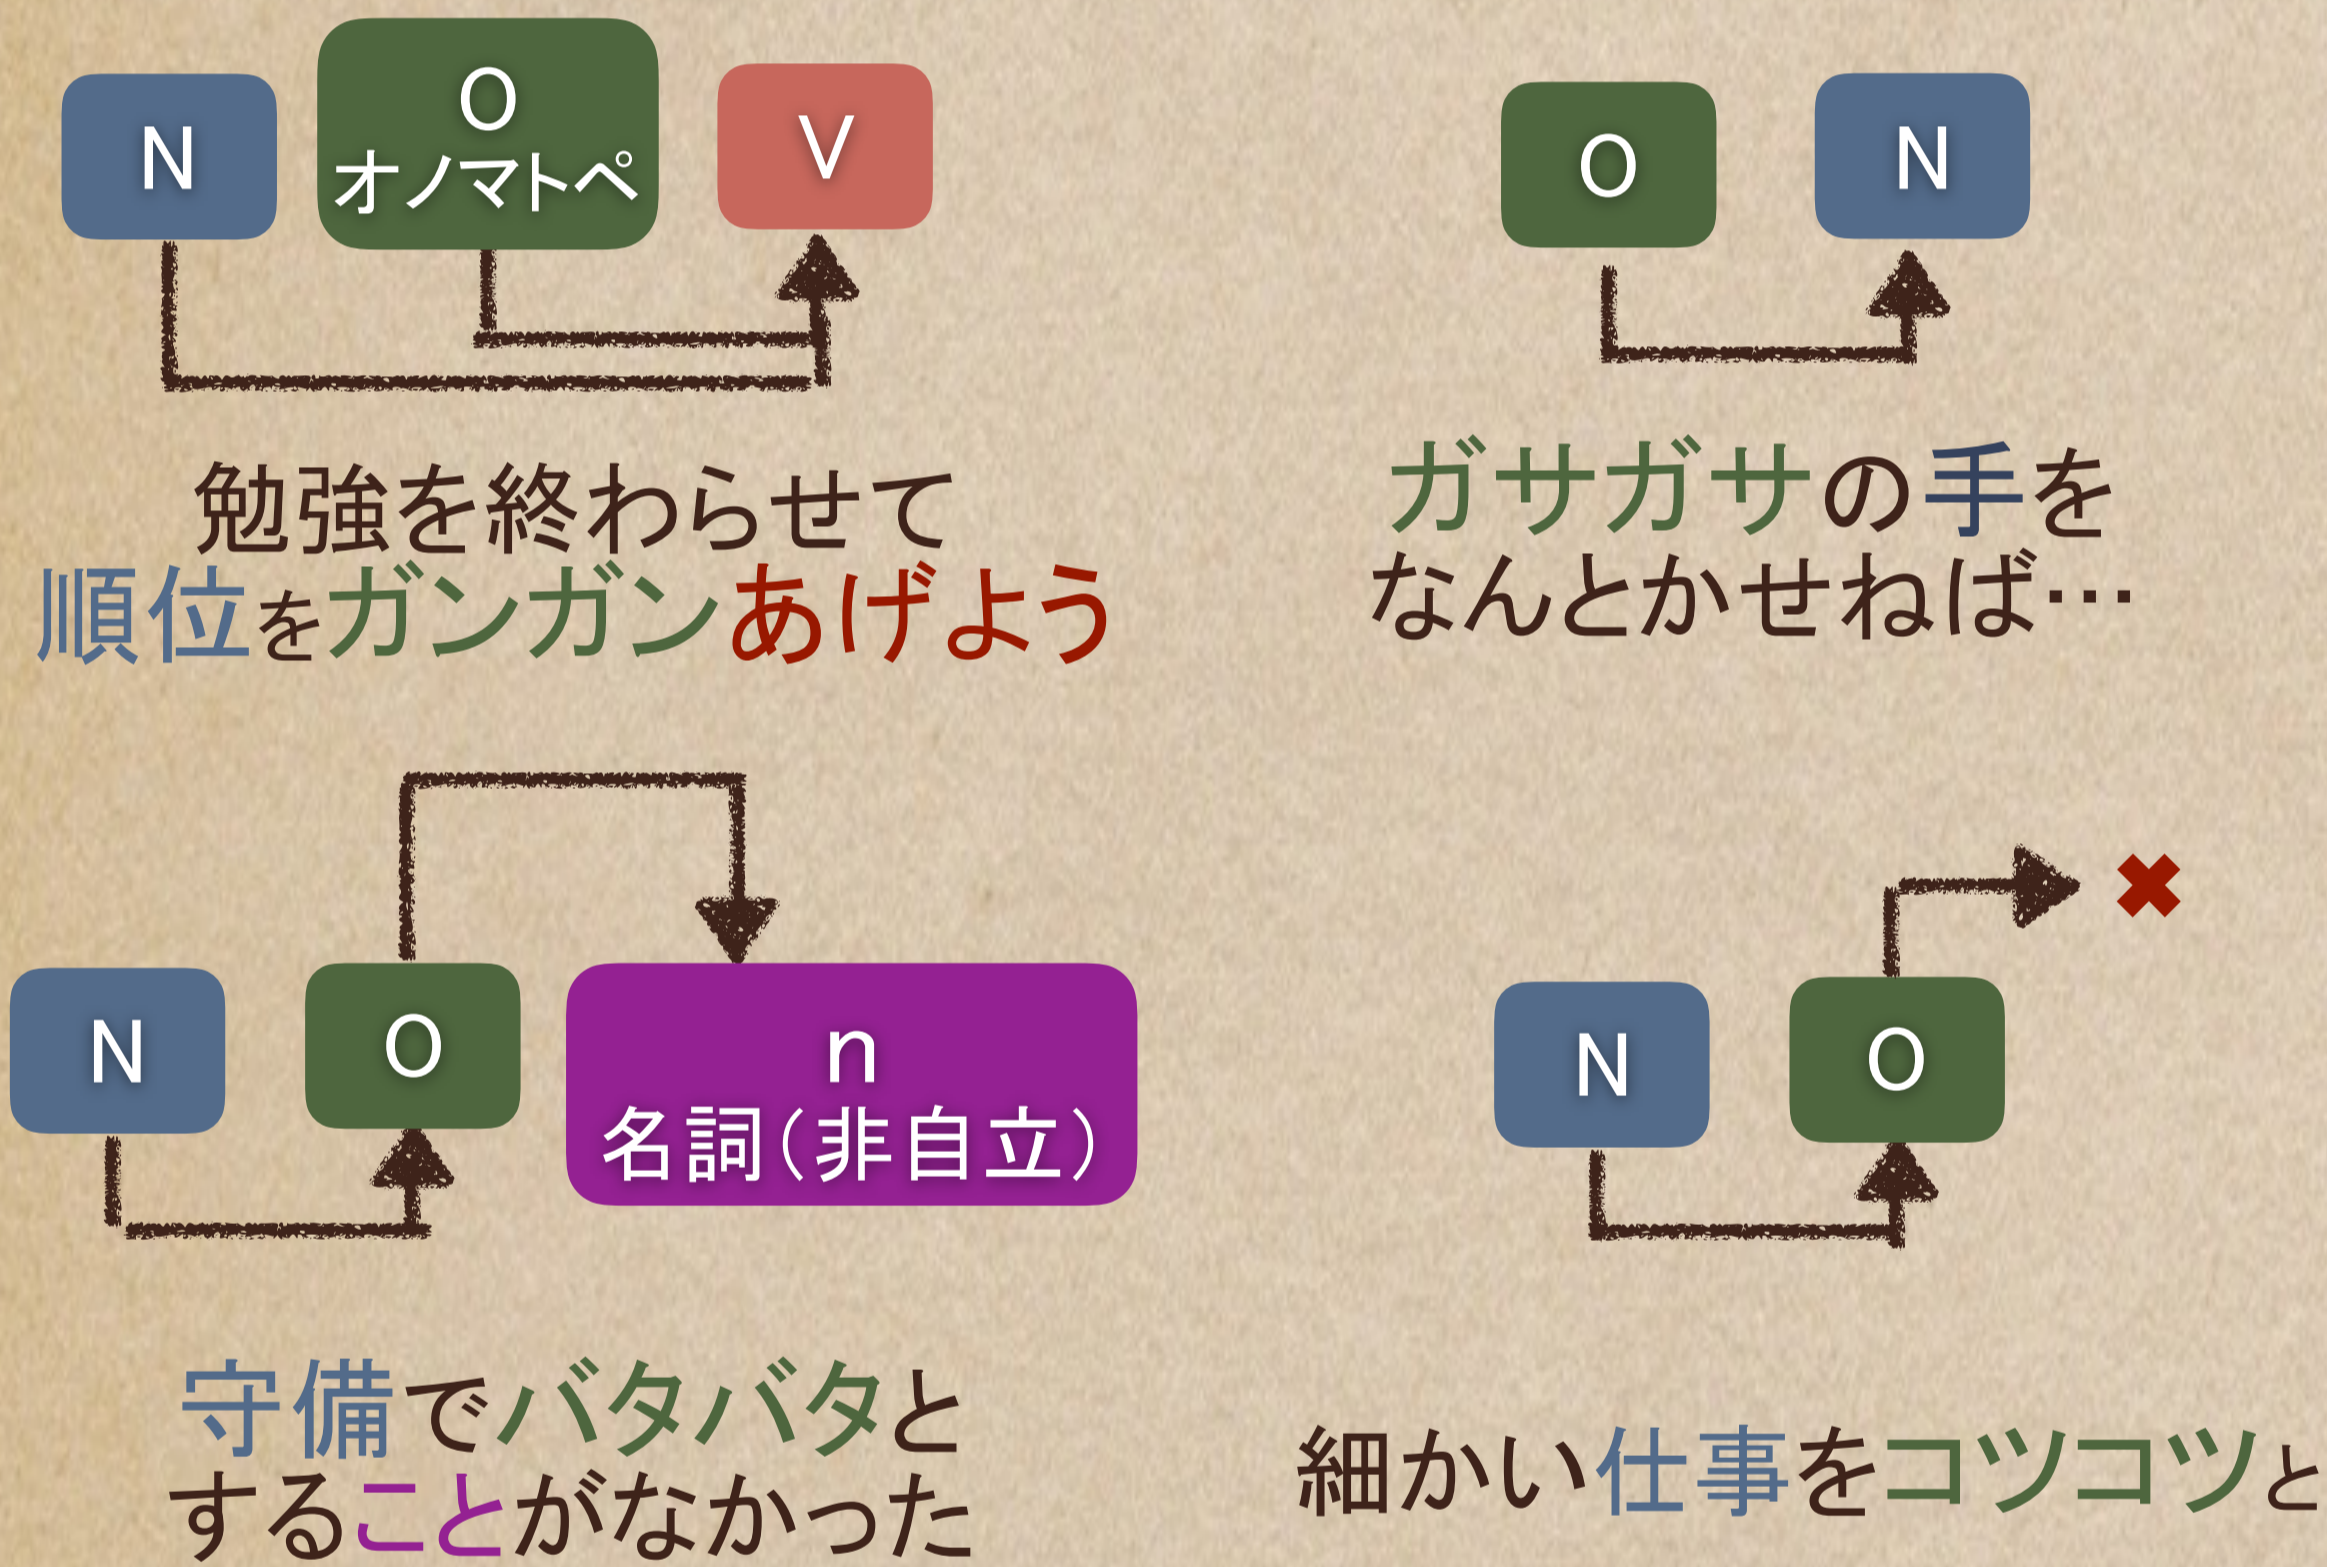 N
O
オノマトペ
V
勉強を終わらせて
順位をガンガンあげよう
O
N
ガサガサの手を
なんとかせねば…
N
O
n
名詞(非自立)
守備でバタバタと
することがなかった
N
O
細かい仕事をコツコツと